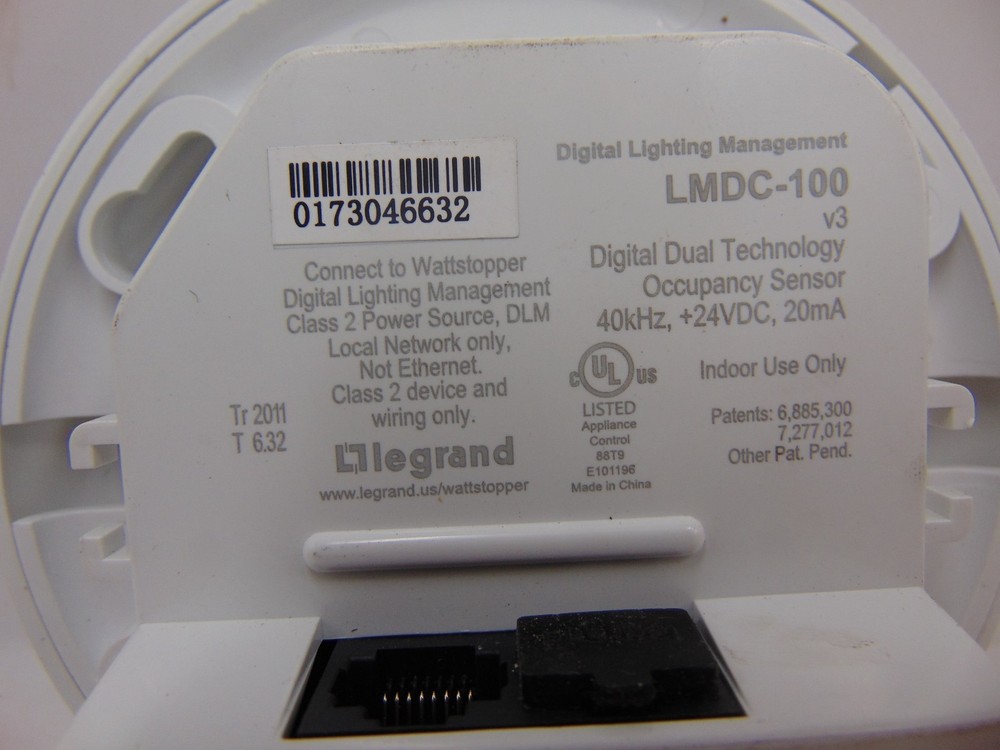 0173046632
Digital Lighting Management
LMDC-100
v3
Digital Dual Technology
Occupancy Sensor
40kHz, +24VDC, 20mA
Connect to Wattstopper
Digital Lighting Management
Class 2 Power Source, DLM
Local Network only,
Not Ethernet.
Class 2 device and
wiring only.
Tr 2011
T 6.32
legrand
www.legrand.us/wattstopper
c UL US
LISTED
Appliance
Control
88T9
E101196
Made in China
Indoor Use Only
Patents: 6,885,300
7,277,012
Other Pat. Pend.